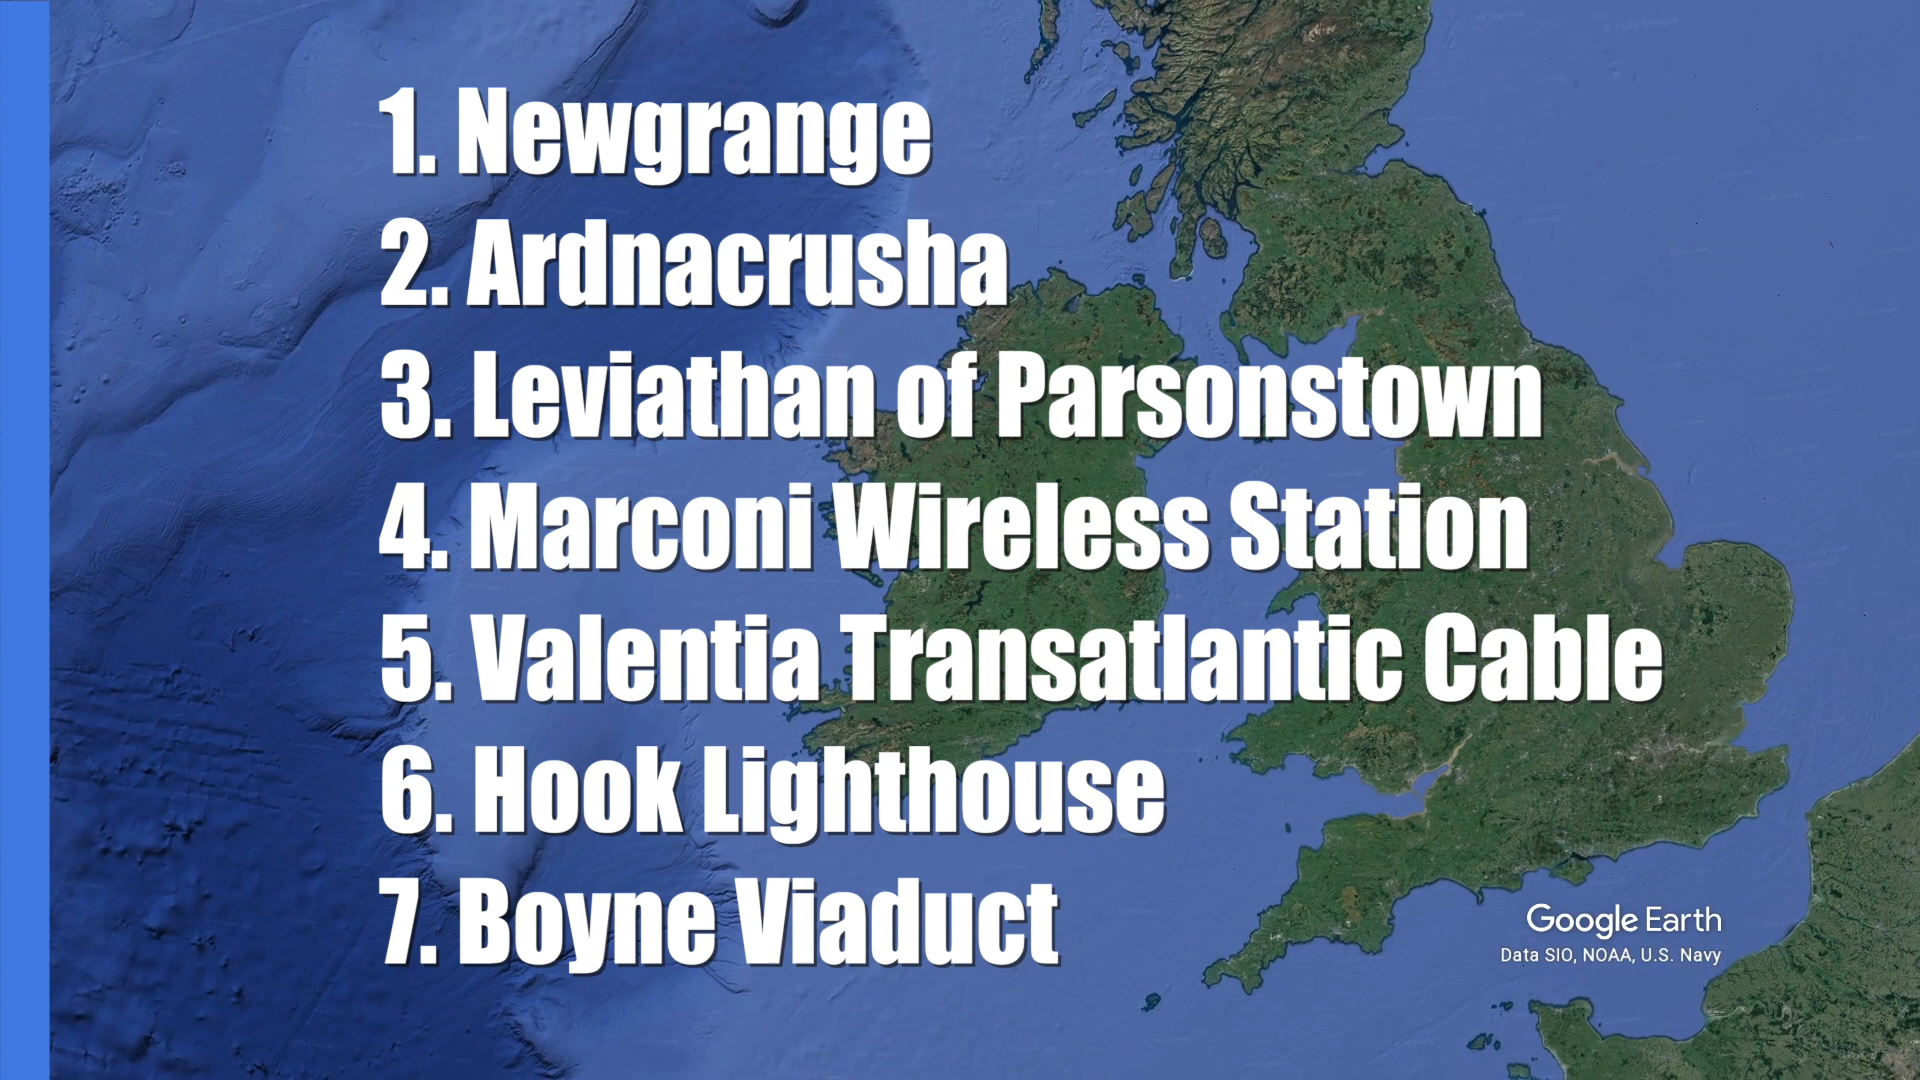 1. Newgrange
2. Ardnacrusha
3. Leviathan of Parsonstown
4. Marconi Wireless Station
5. Valentia Transatlantic Cable
6. Hook Lighthouse
7. Boyne Viaduct
Google Earth
Data SIO, NOAA, U.S. Navy